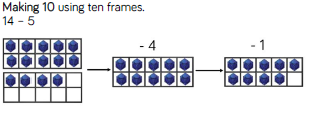 Making 10 using ten frames.
14 – 5
- 4
- 1